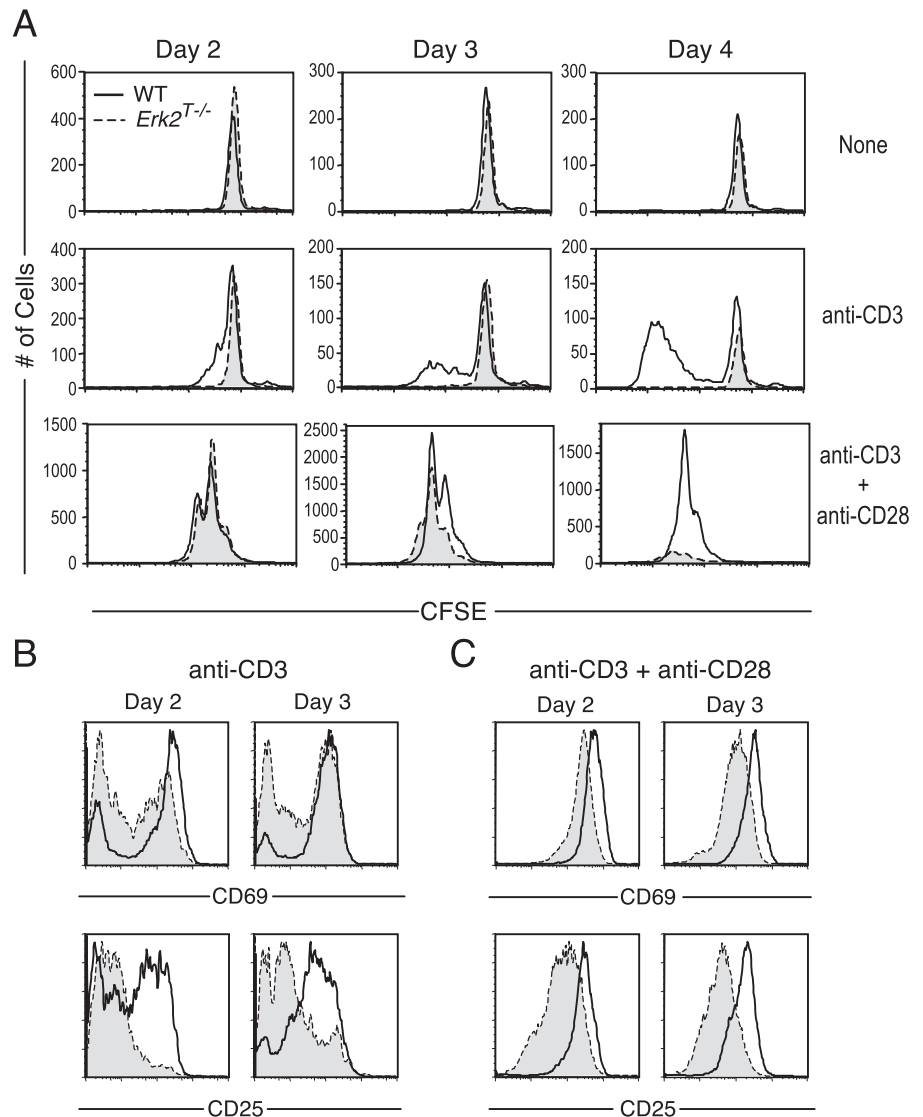 A
Day 2 Day 3 Day 4
600 300 300
WT
Erk2T-/-
400 200 200
None
200 100 100
0 0 0
400 200 200
300 150 150
anti-CD3
200 100 100
100 50 50
0 0 0
# of Cells
1500 2500 1500
2000
1000 1500 1000
1000
500 500 500
0 0 0
anti-CD3
+
anti-CD28
CFSE
B C
anti-CD3 anti-CD3 + anti-CD28
Day 2 Day 3 Day 2 Day 3
CD69 CD69
CD25 CD25